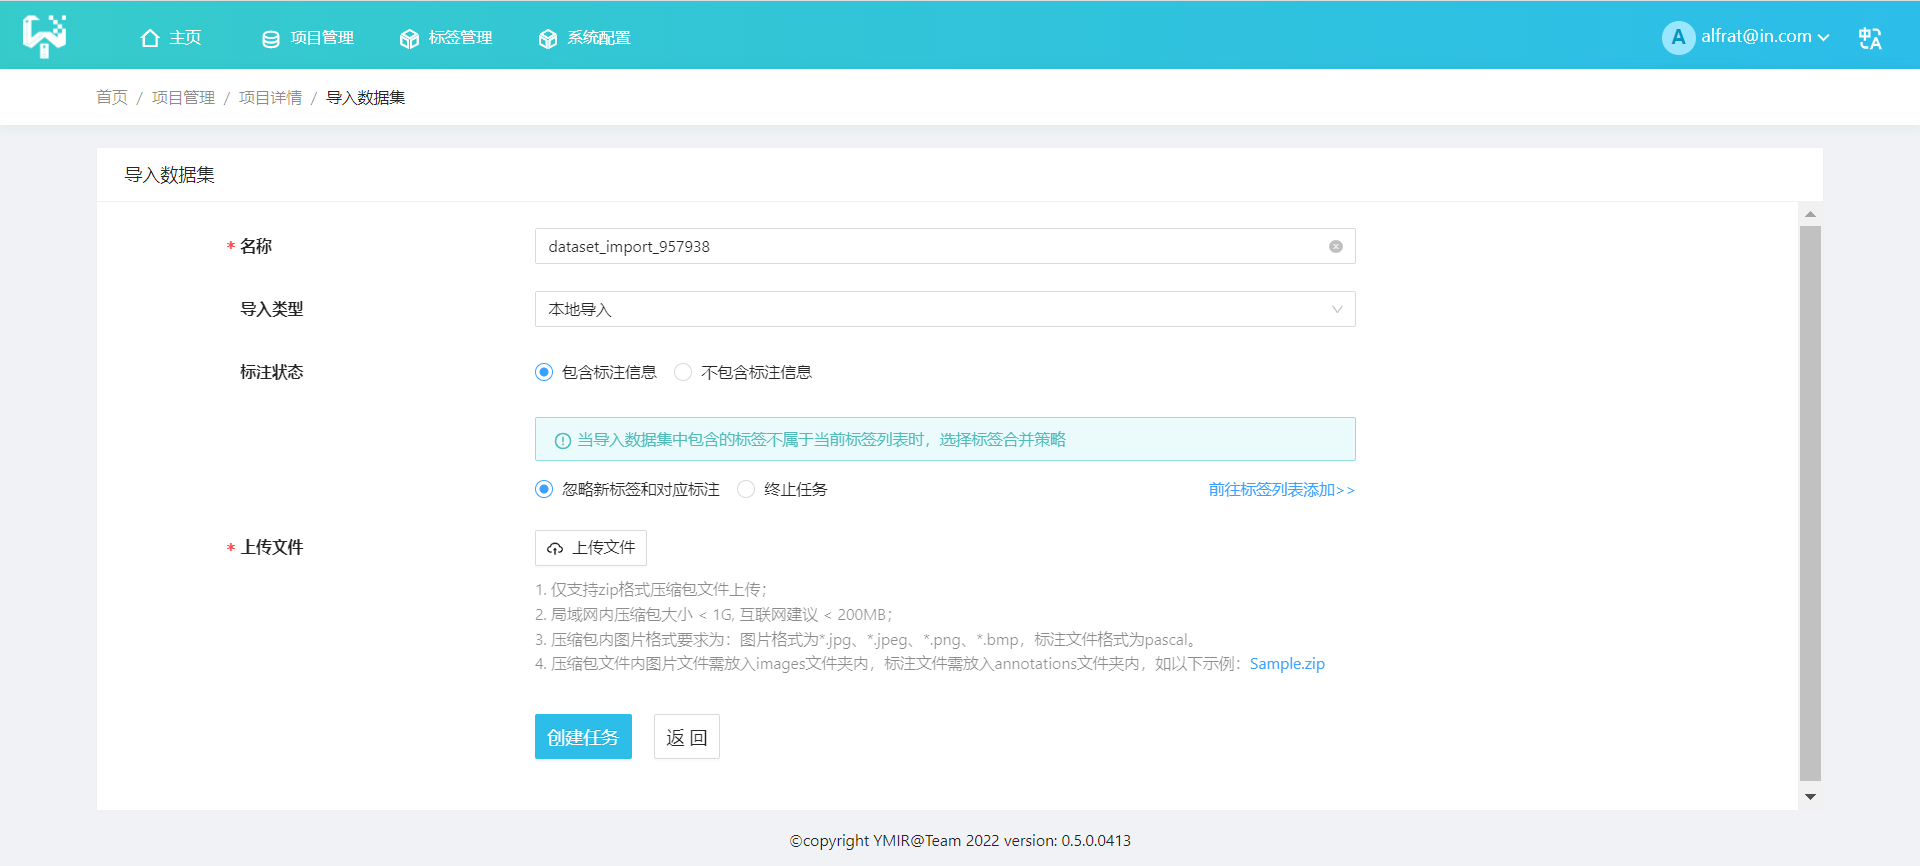 主页 项目管理 标签管理 系统配置 A alfrat@in.com
首页 / 项目管理 / 项目详情 / 导入数据集
导入数据集
* 名称 dataset_import_957938
导入类型 本地导入
标注状态 包含标注信息 不包含标注信息
当导入数据集中包含的标签不属于当前标签列表时，选择标签合并策略
忽略新标签和对应标注 终止任务 前往标签列表添加>>
* 上传文件 上传文件
1. 仅支持zip格式压缩包文件上传；
2. 局域网内压缩包大小 < 1G, 互联网建议 < 200MB；
3. 压缩包内图片格式要求为：图片格式为*.jpg、*.jpeg、*.png、*.bmp，标注文件格式为pascal。
4. 压缩包文件内图片文件需放入images文件夹内，标注文件需放入annotations文件夹内，如以下示例：Sample.zip
创建任务 返 回
©copyright YMIR@Team 2022 version: 0.5.0.0413